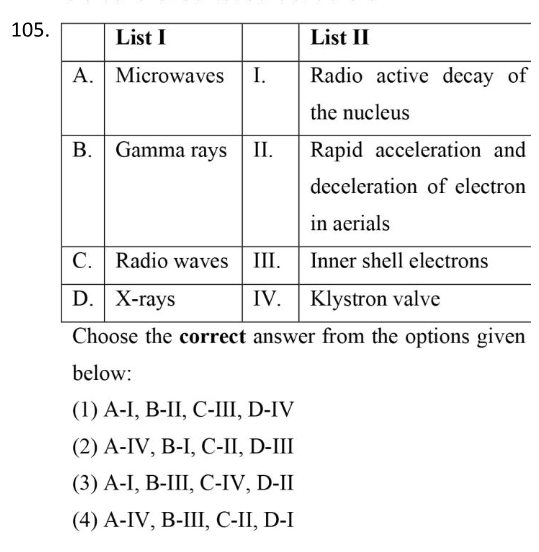 105.
List I List II
A. Microwaves I. Radio active decay of
the nucleus
B. Gamma rays II. Rapid acceleration and
deceleration of electron
in aerials
C. Radio waves III. Inner shell electrons
D. X-rays IV. Klystron valve
Choose the correct answer from the options given
below:
(1) A-I, B-II, C-III, D-IV
(2) A-IV, B-I, C-II, D-III
(3) A-I, B-III, C-IV, D-II
(4) A-IV, B-III, C-II, D-I